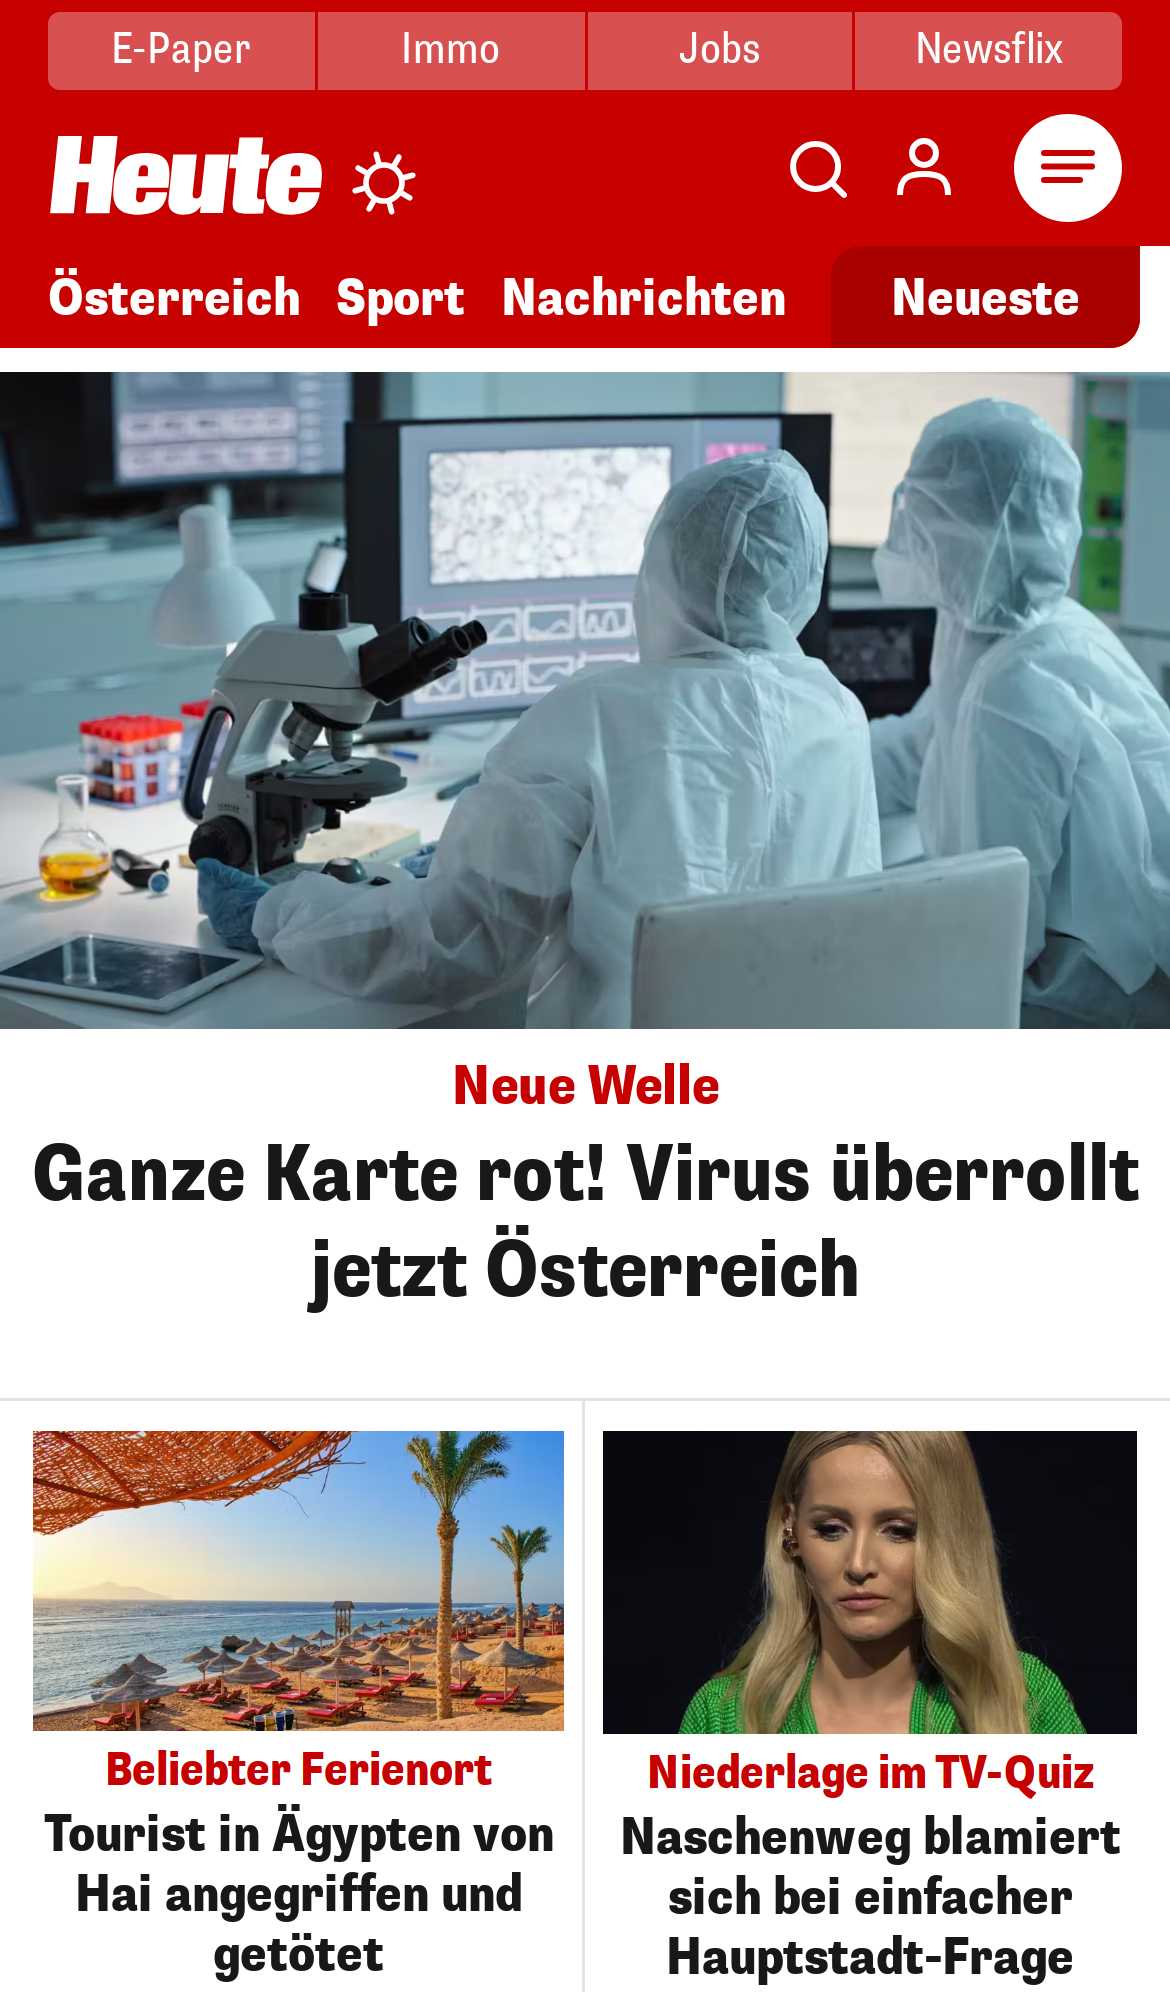 E-Paper Immo Jobs Newsflix
Heute
Österreich Sport Nachrichten Neueste
Neue Welle
Ganze Karte rot! Virus überrollt
jetzt Österreich
Beliebter Ferienort
Tourist in Ägypten von
Hai angegriffen und
getötet
Niederlage im TV-Quiz
Naschenweg blamiert
sich bei einfacher
Hauptstadt-Frage